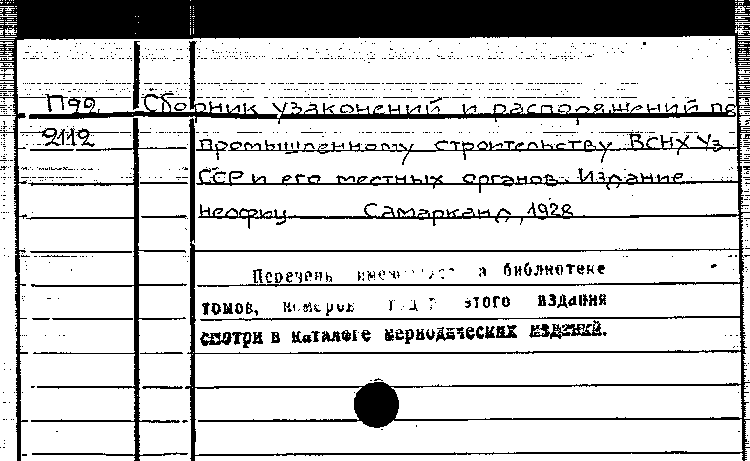 П92 Сборник узаконений и распоряжений по
2112 промышленному строительству ВСНХ Уз
ССР и его местных органов. Издание
неофиц. Самарканд, 1928
Перечень имеющихся в библиотеке
томов, номеров этого издания
смотри в каталоге периодических изданий.